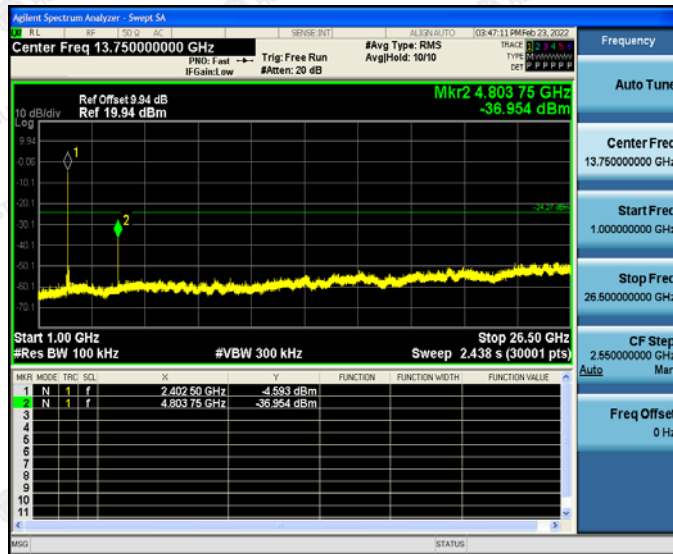 Agilent Spectrum Analyzer - Swept SA
RL RF 50 Ω AC SENSE:INT ALIGNAUTO 03:47:11 PM Feb 23, 2022
Center Freq 13.750000000 GHz
PNO: Fast
IFGain:Low
Trig: Free Run
#Atten: 20 dB
#Avg Type: RMS
Avg|Hold: 10/10
TRACE 1 2 3 4 5 6
TYPE M
DET P P P P P P
Ref Offset 9.94 dB
Ref 19.94 dBm
10 dB/div
Log
Mkr2 4.803 75 GHz
-36.954 dBm
9.94
-0.06
-10.1
-20.1
-30.1
-40.1
-50.1
-60.1
-70.1
1
2
-24.27 dBm
Start 1.00 GHz
Stop 26.50 GHz
#Res BW 100 kHz
#VBW 300 kHz
Sweep 2.438 s (30001 pts)
MKR MODE TRC SCL X Y FUNCTION FUNCTION WIDTH FUNCTION VALUE
1 N 1 f 2.402 50 GHz -4.593 dBm
2 N 1 f 4.803 75 GHz -36.954 dBm
3
4
5
6
7
8
9
10
11
MSG
STATUS
Frequency
Auto Tune
Center Freq
13.750000000 GHz
Start Freq
1.000000000 GHz
Stop Freq
26.500000000 GHz
CF Step
2.550000000 GHz
Auto Man
Freq Offset
0 Hz